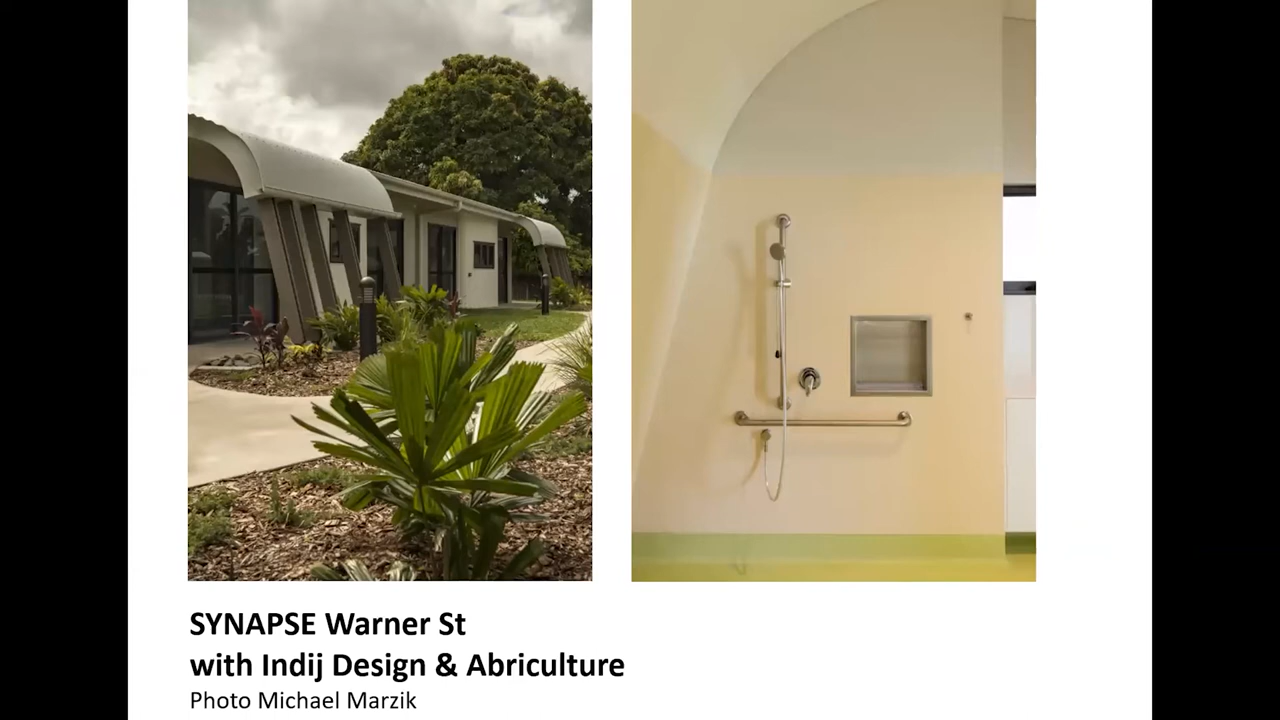 SYNAPSE Warner St
with Indij Design & Abriculture
Photo Michael Marzik